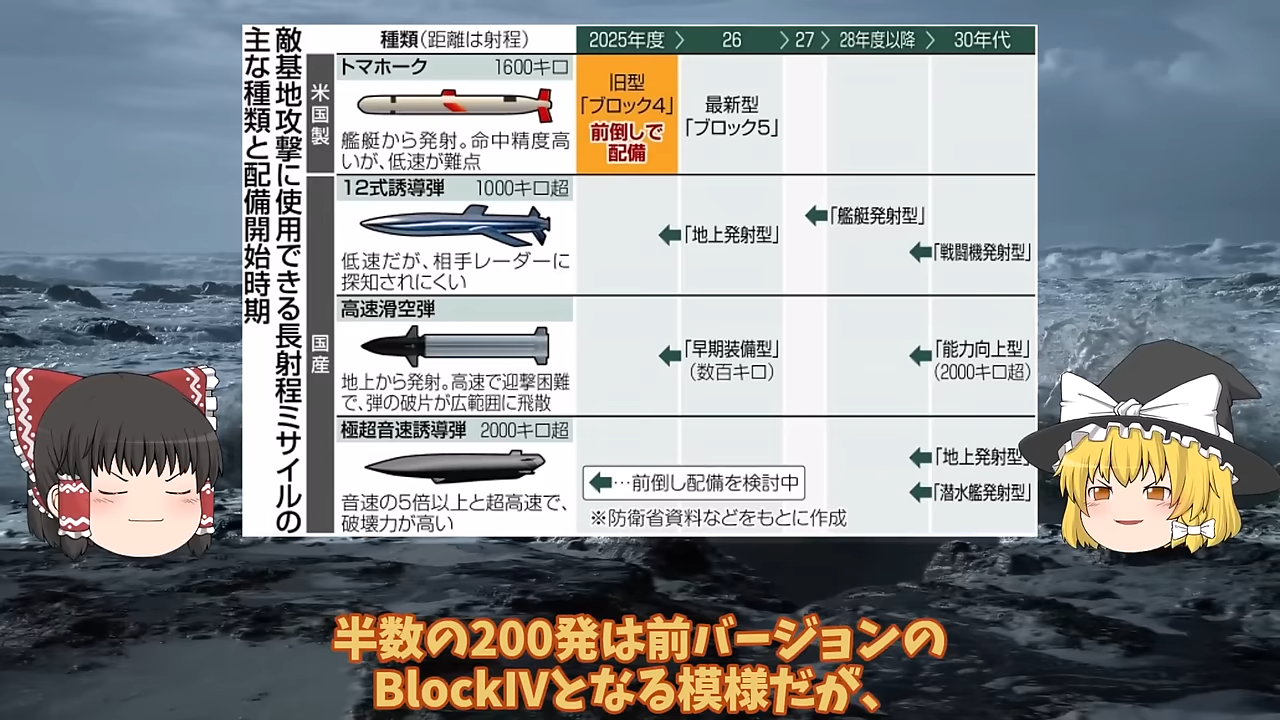 敵基地攻撃に使用できる長射程ミサイルの
主な種類と配備開始時期
種類(距離は射程)
2025年度 > 26 > 27 > 28年度以降 > 30年代
米国製
トマホーク 1600キロ
艦艇から発射。命中精度高
いが、低速が難点
旧型
「ブロック4」
前倒しで
配備
最新型
「ブロック5」
国産
12式誘導弾 1000キロ超
低速だが、相手レーダーに
探知されにくい
←「地上発射型」
←「艦艇発射型」
←「戦闘機発射型」
高速滑空弾
地上から発射。高速で迎撃困難
で、弾の破片が広範囲に飛散
←「早期装備型」
(数百キロ)
←「能力向上型」
(2000キロ超)
極超音速誘導弾 2000キロ超
音速の5倍以上と超高速で、
破壊力が高い
←「地上発射型」
←「潜水艦発射型」
←…前倒し配備を検討中
※防衛省資料などをもとに作成
半数の200発は前バージョンの
BlockⅣとなる模様だが、